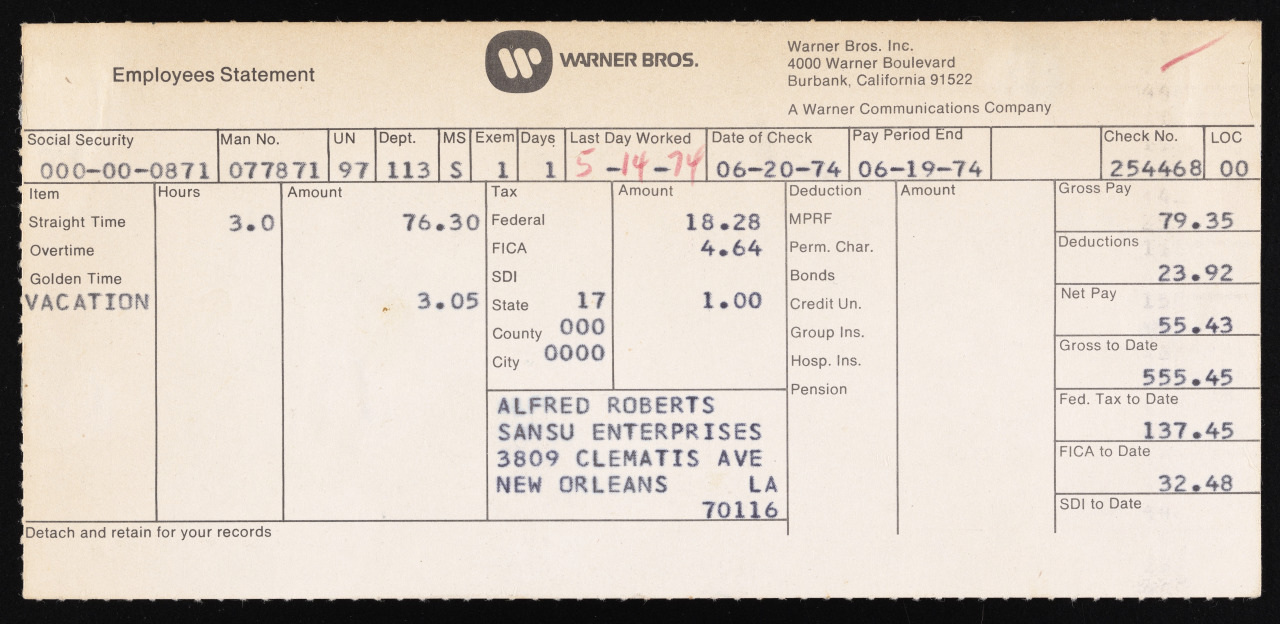 Employees Statement
WARNER BROS.
Warner Bros. Inc.
4000 Warner Boulevard
Burbank, California 91522
A Warner Communications Company
Social Security Man No. UN Dept. MS Exem Days Last Day Worked Date of Check Pay Period End Check No. LOC
000-00-0871 077871 97 113 S 1 1 5-14-74 06-20-74 06-19-74 254468 00
Item Hours Amount Tax Amount Deduction Amount Gross Pay
Straight Time 3.0 76.30 Federal 18.28 MPRF 79.35
Overtime FICA 4.64 Perm. Char. Deductions
Golden Time SDI Bonds 23.92
VACATION 3.05 State 17 1.00 Credit Un. Net Pay
County 000 Group Ins. 55.43
City 0000 Hosp. Ins. Gross to Date
Pension 555.45
ALFRED ROBERTS Fed. Tax to Date
SANSU ENTERPRISES 137.45
3809 CLEMATIS AVE FICA to Date
NEW ORLEANS LA 32.48
70116 SDI to Date
Detach and retain for your records